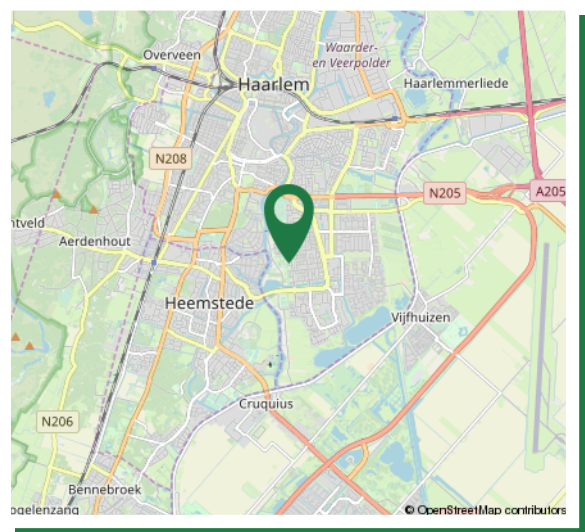 Overveen
Waarder-
en Veerpolder
Haarlem
Haarlemmerliede
N208
N205
A205
ntveld
Aerdenhout
Heemstede
Vijfhuizen
Cruquius
N206
Bennebroek
ogelenzang
© OpenStreetMap contributors